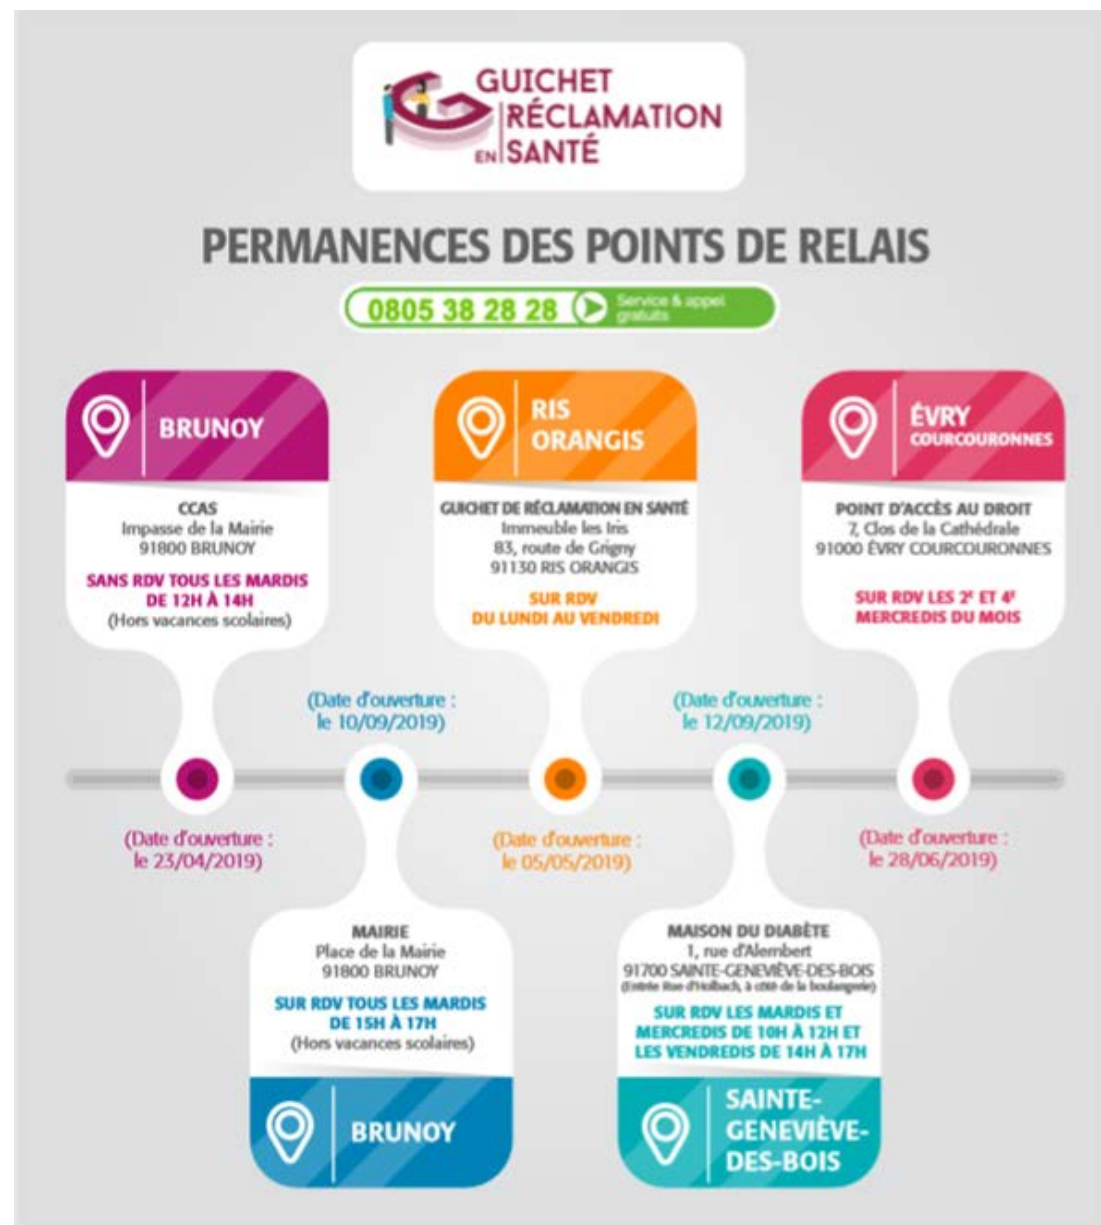 GUICHET
RÉCLAMATION
EN SANTÉ
PERMANENCES DES POINTS DE RELAIS
0805 38 28 28
Service & appel
gratuits
BRUNOY
CCAS
Impasse de la Mairie
91800 BRUNOY
SANS RDV TOUS LES MARDIS
DE 12H À 14H
(Hors vacances scolaires)
RIS
ORANGIS
GUICHET DE RÉCLAMATION EN SANTÉ
Immeuble les Iris
83, route de Grigny
91130 RIS ORANGIS
SUR RDV
DU LUNDI AU VENDREDI
ÉVRY
COURCOURONNES
POINT D'ACCÈS AU DROIT
7, Clos de la Cathédrale
91000 ÉVRY COURCOURONNES
SUR RDV LES 2E ET 4E
MERCREDIS DU MOIS
(Date d'ouverture :
le 10/09/2019)
(Date d'ouverture :
le 12/09/2019)
(Date d'ouverture :
le 23/04/2019)
(Date d'ouverture :
le 05/05/2019)
(Date d'ouverture :
le 28/06/2019)
MAIRIE
Place de la Mairie
91800 BRUNOY
SUR RDV TOUS LES MARDIS
DE 15H À 17H
(Hors vacances scolaires)
BRUNOY
MAISON DU DIABÈTE
1, rue d'Alembert
91700 SAINTE-GENEVIÈVE-DES-BOIS
(Entrée Rue d'Holbach, à côté de la boulangerie)
SUR RDV LES MARDIS ET
MERCREDIS DE 10H À 12H ET
LES VENDREDIS DE 14H À 17H
SAINTE-
GENEVIÈVE-
DES-BOIS